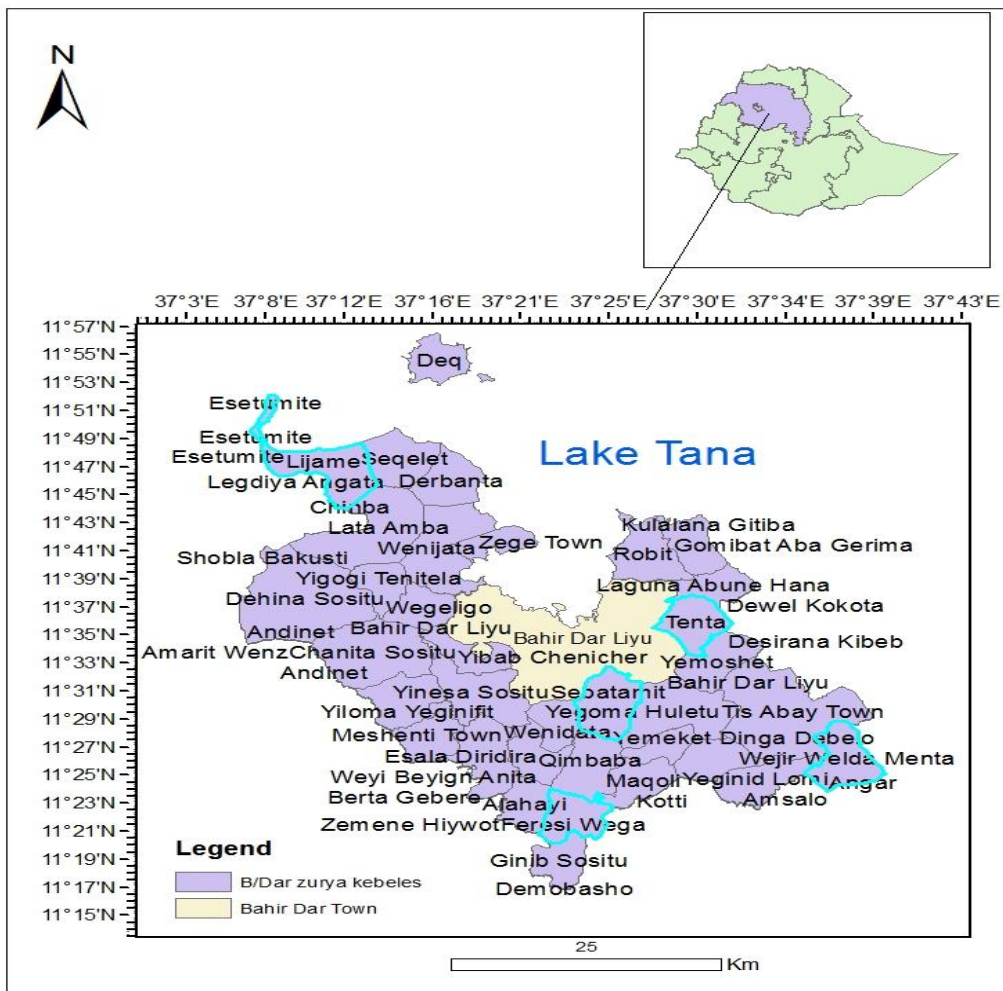 N
37°3'E 37°8'E 37°12'E 37°16'E 37°21'E 37°25'E 37°30'E 37°34'E 37°39'E 37°43'E
11°57'N
11°55'N
11°53'N
11°51'N
11°49'N
11°47'N
11°45'N
11°43'N
11°41'N
11°39'N
11°37'N
11°35'N
11°33'N
11°31'N
11°29'N
11°27'N
11°25'N
11°23'N
11°21'N
11°19'N
11°17'N
11°15'N
Deq
Esetumite
Esetumite
Lake Tana
Esetumite Lijame Seqelet
Legdiya Angata Derbanta
Chinba
Lata Amba
Kulalana Gitiba
Wenijata Zege Town
Robit Gomibat Aba Gerima
Shobla Bakusti
Yigogi Tenitela
Laguna Abune Hana
Dehina Sositu Wegeligo
Dewel Kokota
Tenta
Andinet Bahir Dar Liyu
Bahir Dar Liyu
Desirana Kibeb
Amarit Wenz Chanita Sositu Yibab Chenicher
Yemoshet
Andinet
Bahir Dar Liyu
Yinesa Sositu Sebatamit
Yiloma Yeginifit Yegoma Huletu Tis Abay Town
Meshenti Town Wenidata Yemeket Dinga Debelo
Esala Diridira Qimbaba Wejir Welda Menta
Weyi Beyign Anita Maqoli Yeginid Lomi Angar
Berta Gebere Alahayi Kotti Amsalo
Zemene Hiywot Feresi Wega
Ginib Sositu
Demobasho
Legend
B/Dar zurya kebeles
Bahir Dar Town
25
Km